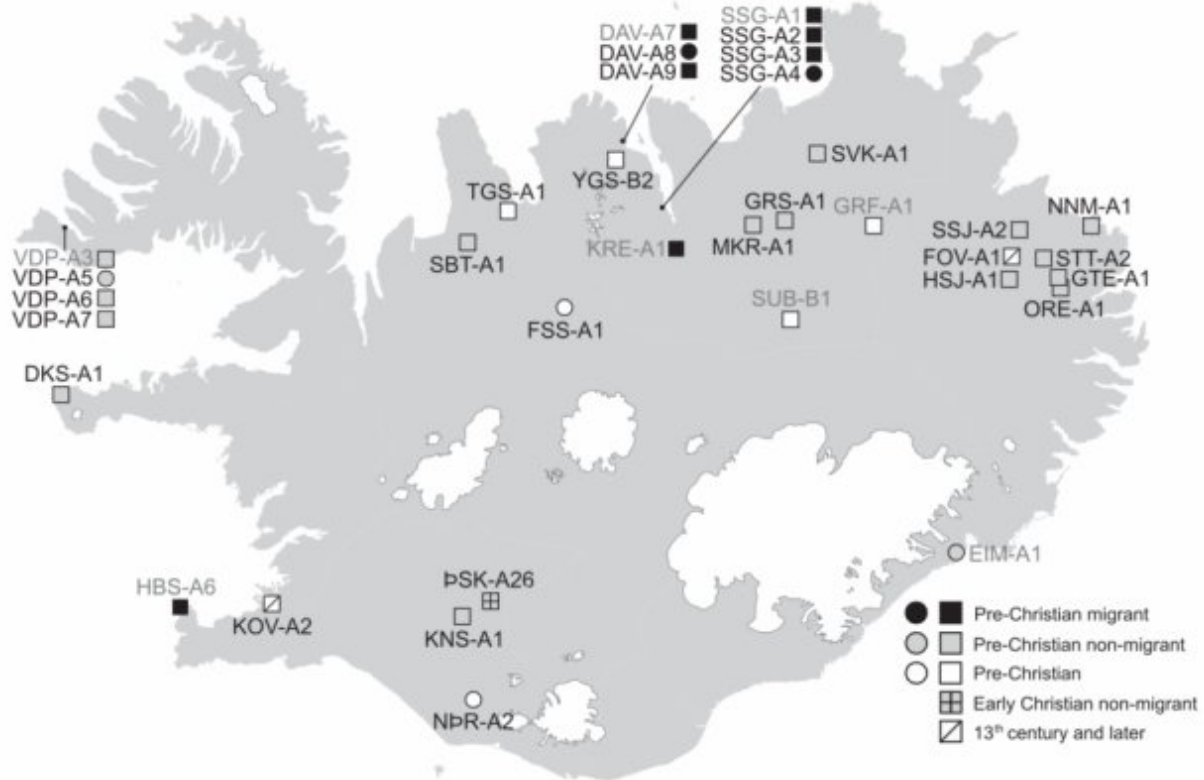 DAV-A7
DAV-A8
DAV-A9
SSG-A1
SSG-A2
SSG-A3
SSG-A4
YGS-B2
SVK-A1
TGS-A1
GRS-A1
GRF-A1
NNM-A1
SSJ-A2
MKR-A1
KRE-A1
SBT-A1
FOV-A1
STT-A2
HSJ-A1
GTE-A1
ORE-A1
VDP-A3
VDP-A5
VDP-A6
VDP-A7
SUB-B1
FSS-A1
DKS-A1
EIM-A1
HBS-A6
ÞSK-A26
KOV-A2
KNS-A1
NÞR-A2
Pre-Christian migrant
Pre-Christian non-migrant
Pre-Christian
Early Christian non-migrant
13th century and later